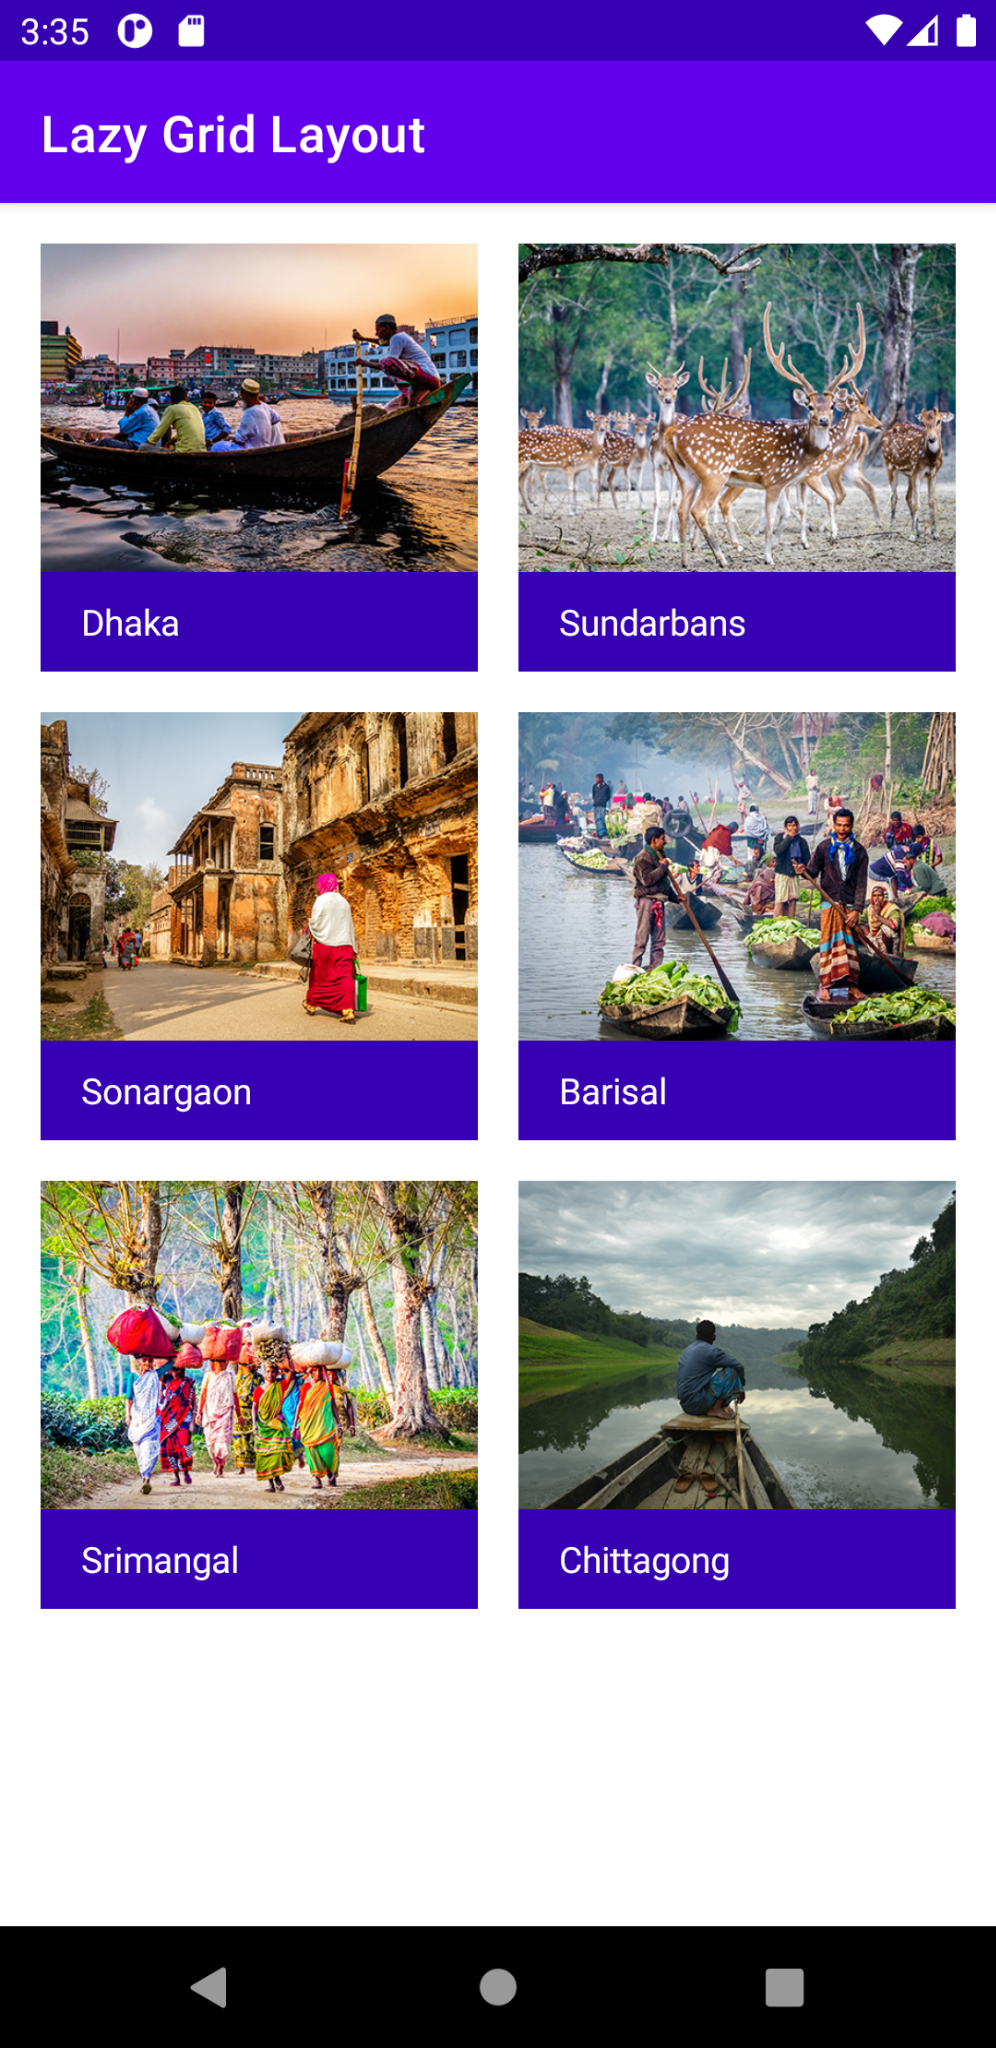 3:35
Lazy Grid Layout
Dhaka
Sundarbans
Sonargaon
Barisal
Srimangal
Chittagong